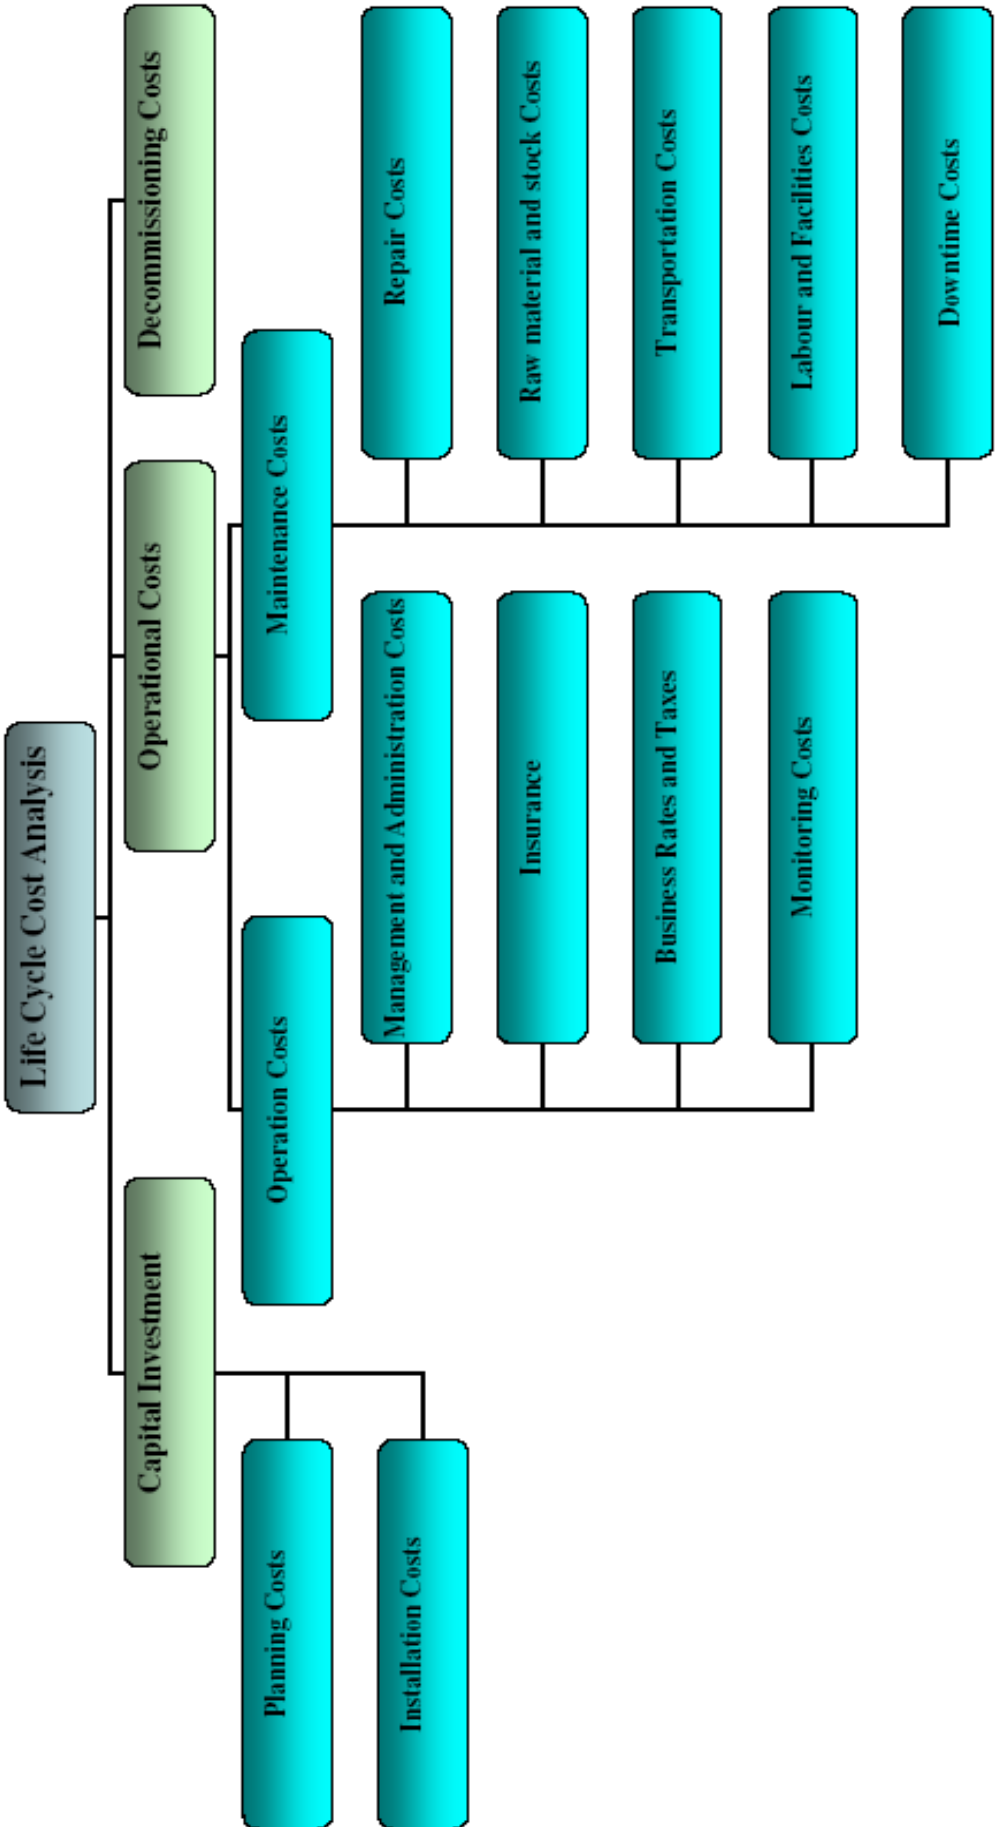 Life Cycle Cost Analysis
Capital Investment
Operational Costs
Decommissioning Costs
Planning Costs
Installation Costs
Operation Costs
Maintenance Costs
Management and Administration Costs
Insurance
Business Rates and Taxes
Monitoring Costs
Repair Costs
Raw material and stock Costs
Transportation Costs
Labour and Facilities Costs
Downtime Costs